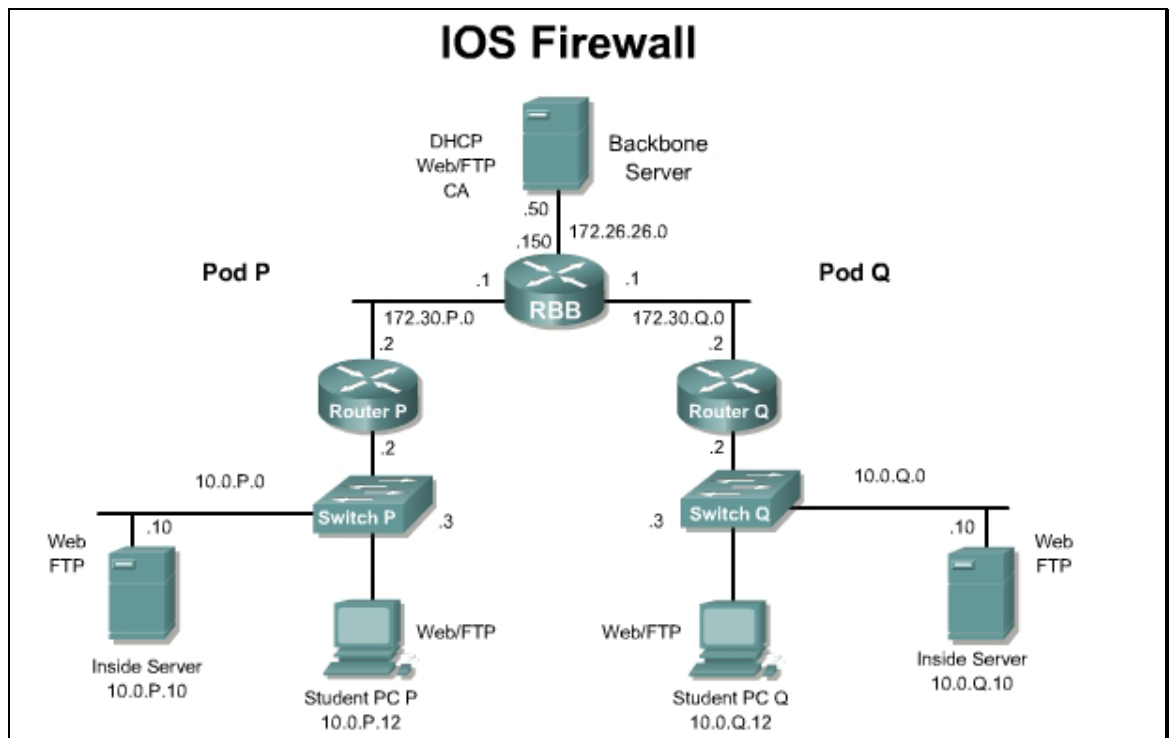 IOS Firewall
DHCP
Web/FTP
CA
Backbone
Server
.50
172.26.26.0
.150
Pod P
Pod Q
.1
.1
RBB
172.30.P.0
172.30.Q.0
.2
.2
Router P
Router Q
.2
.2
10.0.P.0
10.0.Q.0
Switch P
.3
.3
Switch Q
.10
.10
Web
FTP
Web
FTP
Web/FTP
Web/FTP
Inside Server
10.0.P.10
Student PC P
10.0.P.12
Student PC Q
10.0.Q.12
Inside Server
10.0.Q.10